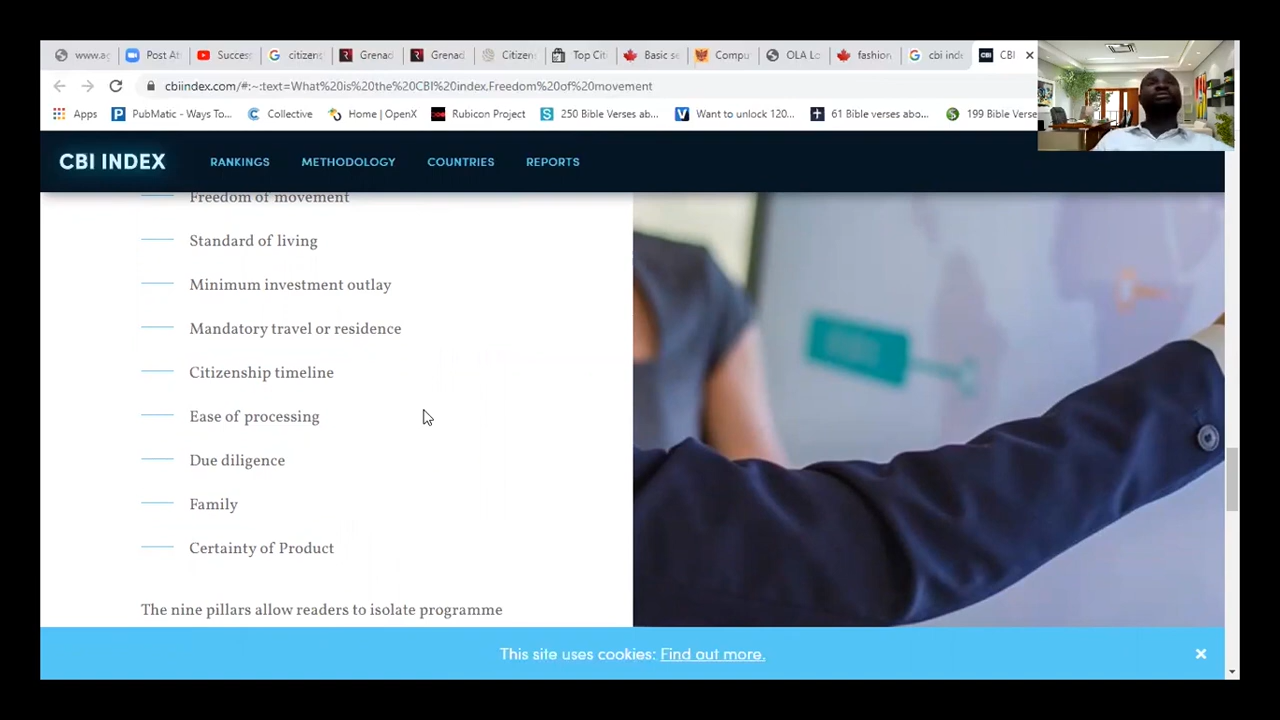 www.ag
Post At
Succes
citizens
Grenad
Grenad
Citizen
Top Cit
Basic se
Compu
OLA Lo
fashion
cbi ind
CBI
cbiindex.com/#:~:text=What%20is%20the%20CBI%20index,Freedom%20of%20movement
Apps
PubMatic - Ways To...
Collective
Home | OpenX
Rubicon Project
250 Bible Verses ab...
Want to unlock 120...
61 Bible verses abo...
199 Bible Verse
CBI INDEX
RANKINGS
METHODOLOGY
COUNTRIES
REPORTS
Freedom of movement
Standard of living
Minimum investment outlay
Mandatory travel or residence
Citizenship timeline
Ease of processing
Due diligence
Family
Certainty of Product
The nine pillars allow readers to isolate programme
This site uses cookies: Find out more.